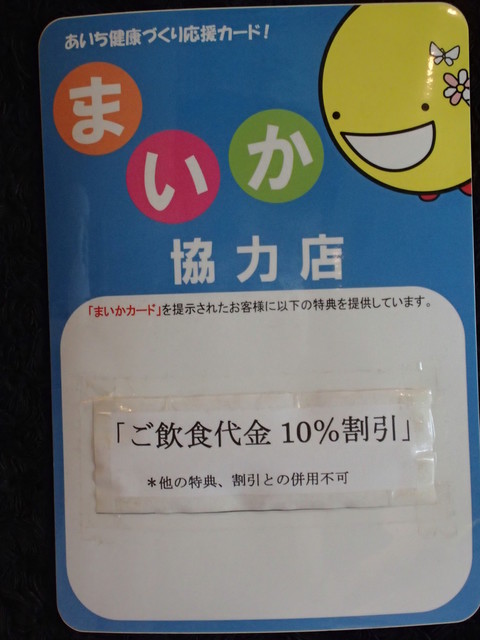 あいち健康づくり応援カード!
まいか
協力店
「まいかカード」を提示されたお客様に以下の特典を提供しています。
「ご飲食代金 10%割引」
*他の特典、割引との併用不可